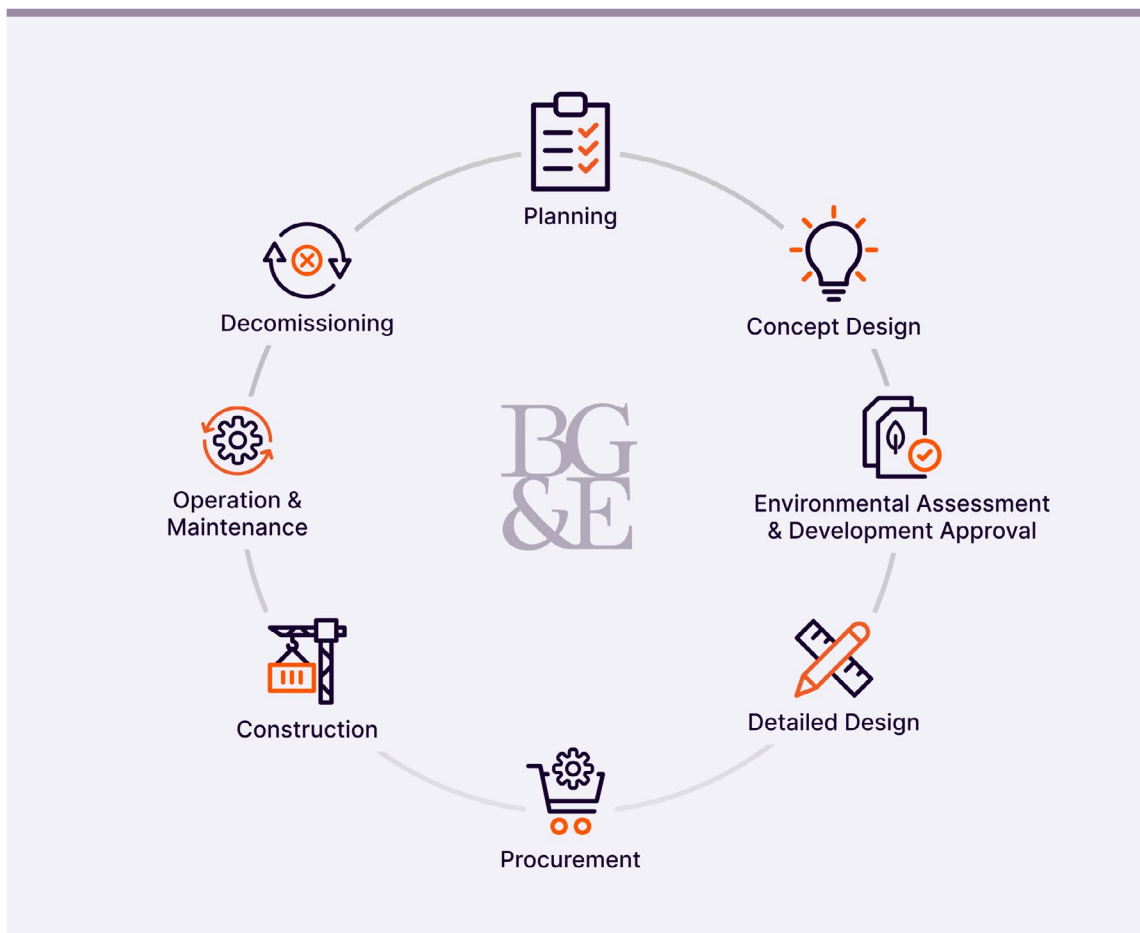 Planning
Concept Design
Environmental Assessment
& Development Approval
Detailed Design
Procurement
Construction
Operation &
Maintenance
Decomissioning
BG
&E